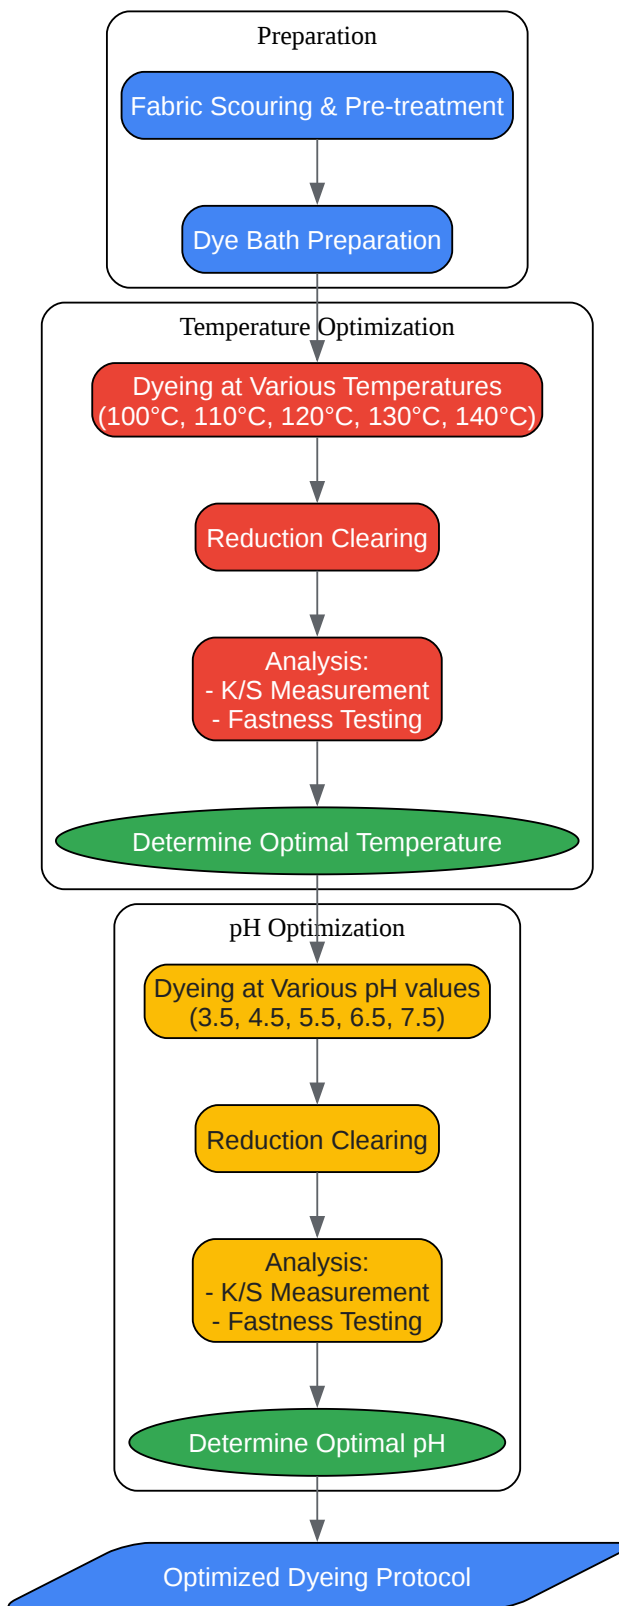 Preparation
Fabric Scouring & Pre-treatment
Dye Bath Preparation
Temperature Optimization
Dyeing at Various Temperatures
(100°C, 110°C, 120°C, 130°C, 140°C)
Reduction Clearing
Analysis:
- K/S Measurement
- Fastness Testing
Determine Optimal Temperature
pH Optimization
Dyeing at Various pH values
(3.5, 4.5, 5.5, 6.5, 7.5)
Reduction Clearing
Analysis:
- K/S Measurement
- Fastness Testing
Determine Optimal pH
Optimized Dyeing Protocol